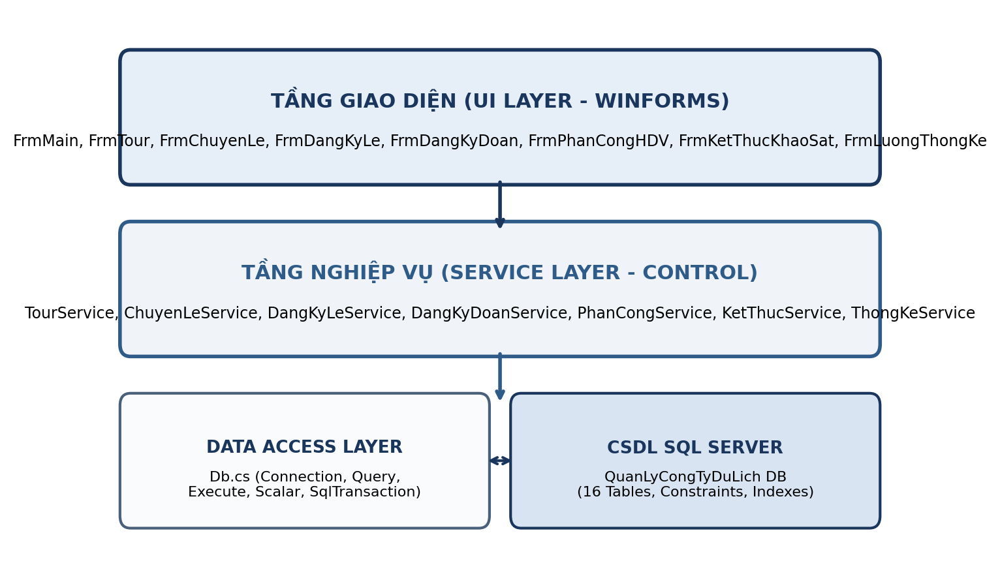 TẦNG GIAO DIỆN (UI LAYER - WINFORMS)
FrmMain, FrmTour, FrmChuyenLe, FrmDangKyLe, FrmDangKyDoan, FrmPhanCongHDV, FrmKetThucKhaoSat, FrmLuongThongKe
TẦNG NGHIỆP VỤ (SERVICE LAYER - CONTROL)
TourService, ChuyenLeService, DangKyLeService, DangKyDoanService, PhanCongService, KetThucService, ThongKeService
DATA ACCESS LAYER
Db.cs (Connection, Query,
Execute, Scalar, SqlTransaction)
CSDL SQL SERVER
QuanLyCongTyDuLich DB
(16 Tables, Constraints, Indexes)